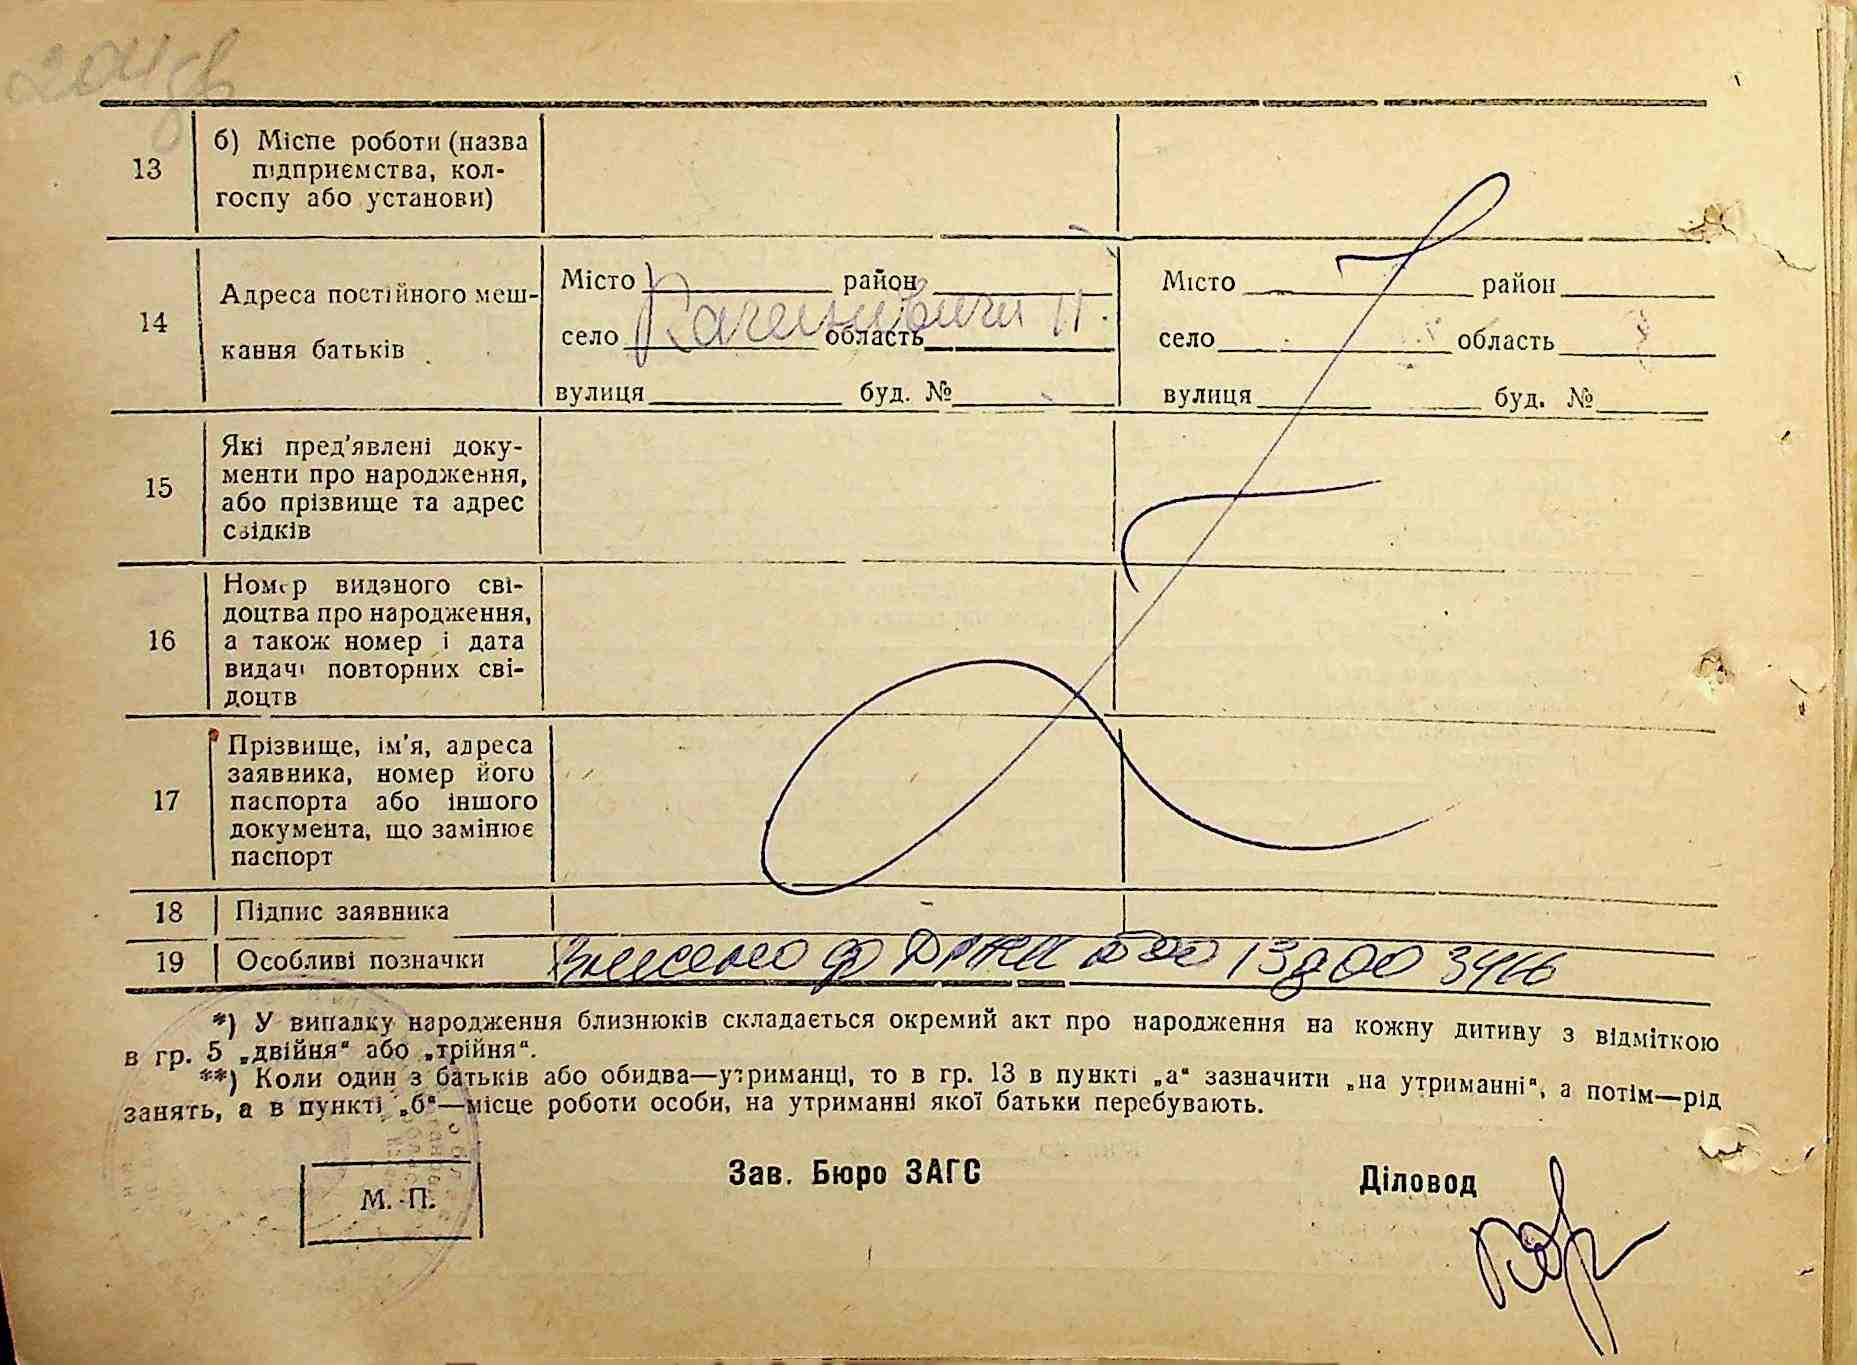 204 зв
13
б) Місце роботи (назва
підприємства, кол-
госпу або установи)
14
Адреса постійного меш-
кання батьків
Місто район
село область
вулиця буд. №
Місто район
село область
вулиця буд. №
15
Які пред'явлені доку-
менти про народження,
або прізвище та адрес
свідків
16
Номер виданого сві-
доцтва про народження,
а також номер і дата
видачі повторних сві-
доцтв
17
Прізвище, ім'я, адреса
заявника, номер його
паспорта або іншого
документа, що замінює
паспорт
18 Підпис заявника
19 Особливі позначки
*) У випадку народження близнюків складається окремий акт про народження на кожну дитину з відміткою
в гр. 5 „двійня“ або „трійня“.
**) Коли один з батьків або обидва—утриманці, то в гр. 13 в пункті „а“ зазначити „на утриманні“, а потім—рід
занять, а в пункті „б“—місце роботи особи, на утриманні якої батьки перебувають.
М. П.
Зав. Бюро ЗАГС
Діловод